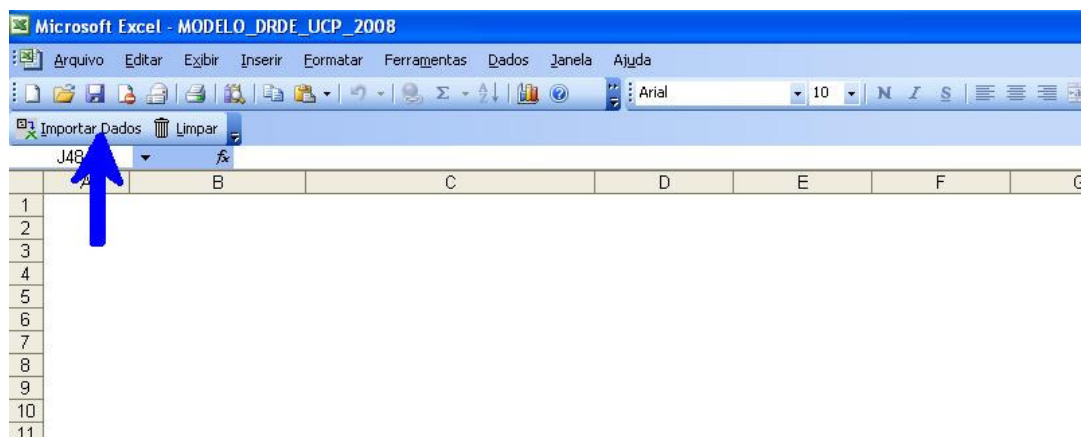 Microsoft Excel - MODELO_DRDE_UCP_2008
Arquivo Editar Exibir Inserir Formatar Ferramentas Dados Janela Ajuda
Arial 10 N I S
Importar Dados Limpar
J48 fx
A B C D E F G
1
2
3
4
5
6
7
8
9
10
11